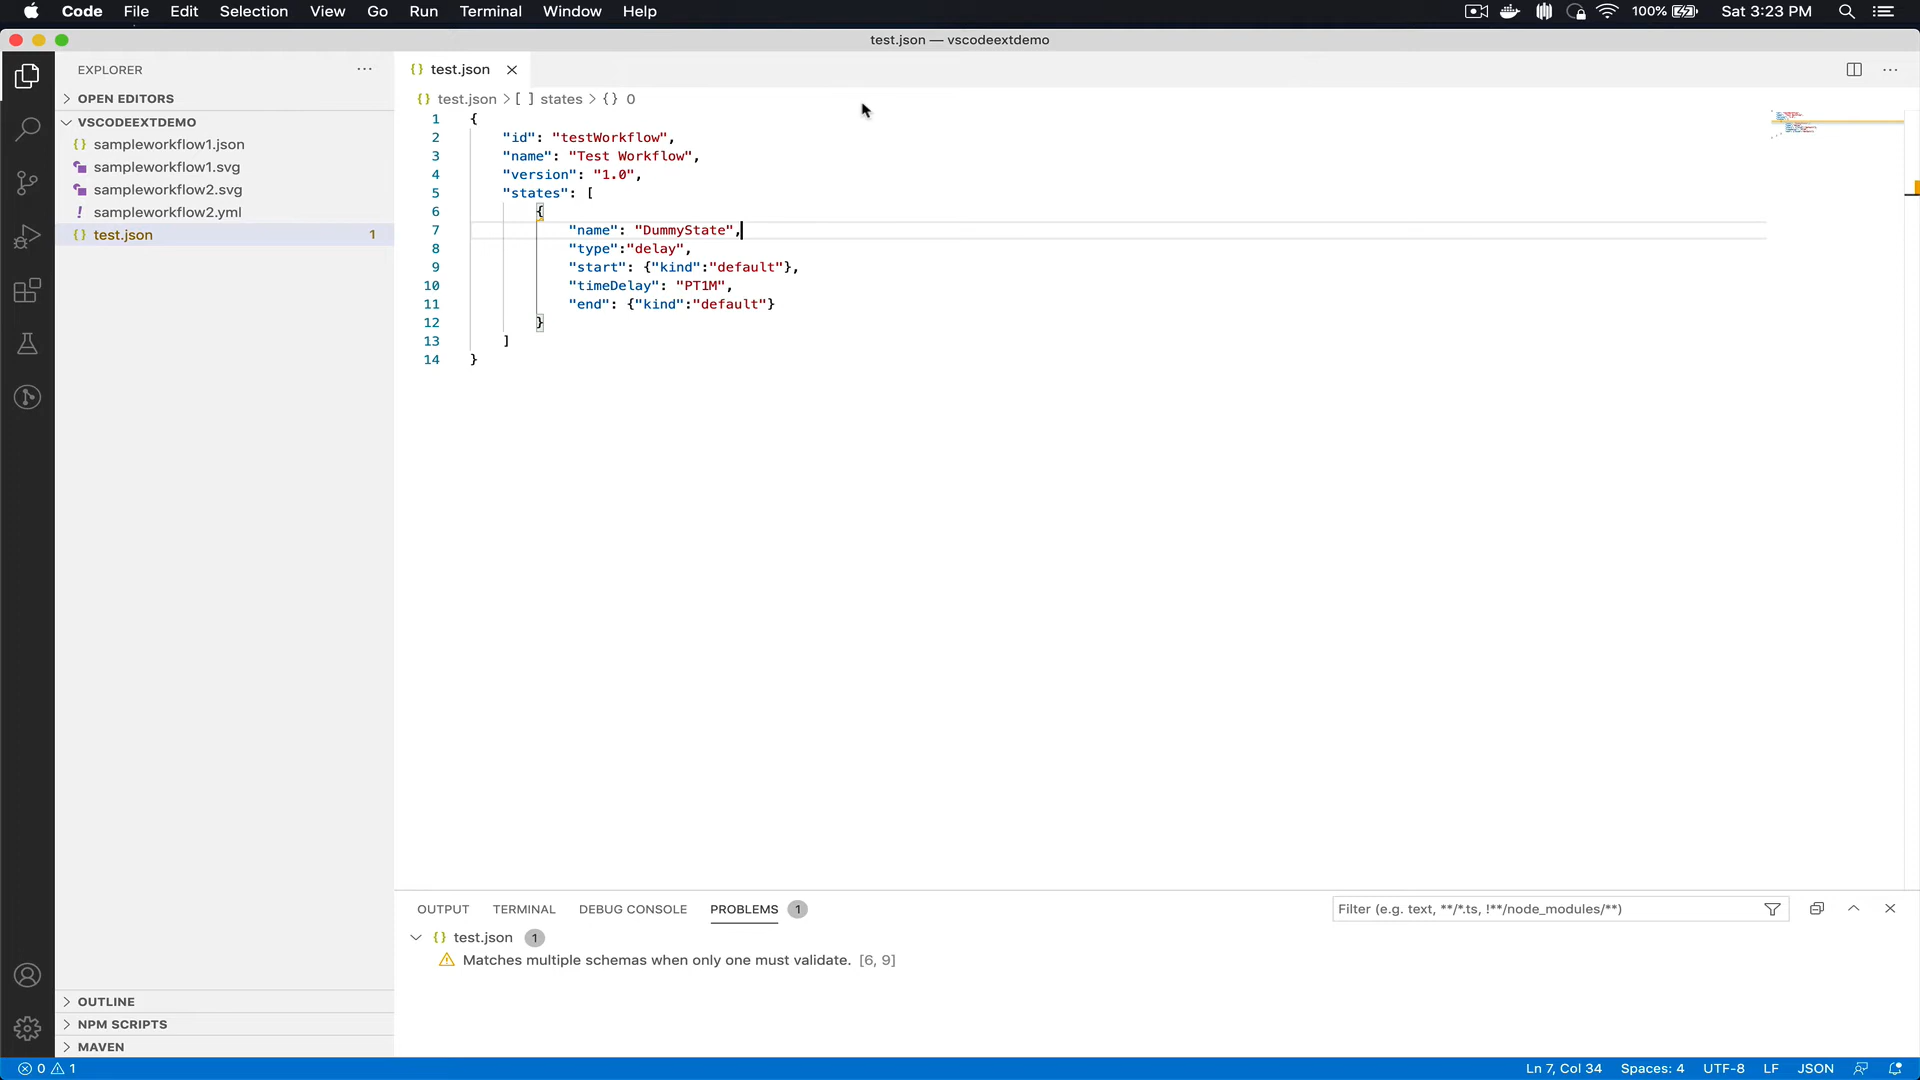 Code File Edit Selection View Go Run Terminal Window Help 100% Sat 3:23 PM
test.json — vscodeextdemo
EXPLORER
OPEN EDITORS
VSCODEEXTDEMO
{} sampleworkflow1.json
sampleworkflow1.svg
sampleworkflow2.svg
! sampleworkflow2.yml
{} test.json 1
OUTLINE
NPM SCRIPTS
MAVEN
{} test.json
{} test.json > [ ] states > {} 0
1 {
2 "id": "testWorkflow",
3 "name": "Test Workflow",
4 "version": "1.0",
5 "states": [
6 {
7 "name": "DummyState",
8 "type":"delay",
9 "start": {"kind":"default"},
10 "timeDelay": "PT1M",
11 "end": {"kind":"default"}
12 }
13 ]
14 }
OUTPUT TERMINAL DEBUG CONSOLE PROBLEMS 1 Filter (e.g. text, **/*.ts, !**/node_modules/**)
{} test.json 1
Matches multiple schemas when only one must validate. [6, 9]
0 1 Ln 7, Col 34 Spaces: 4 UTF-8 LF JSON